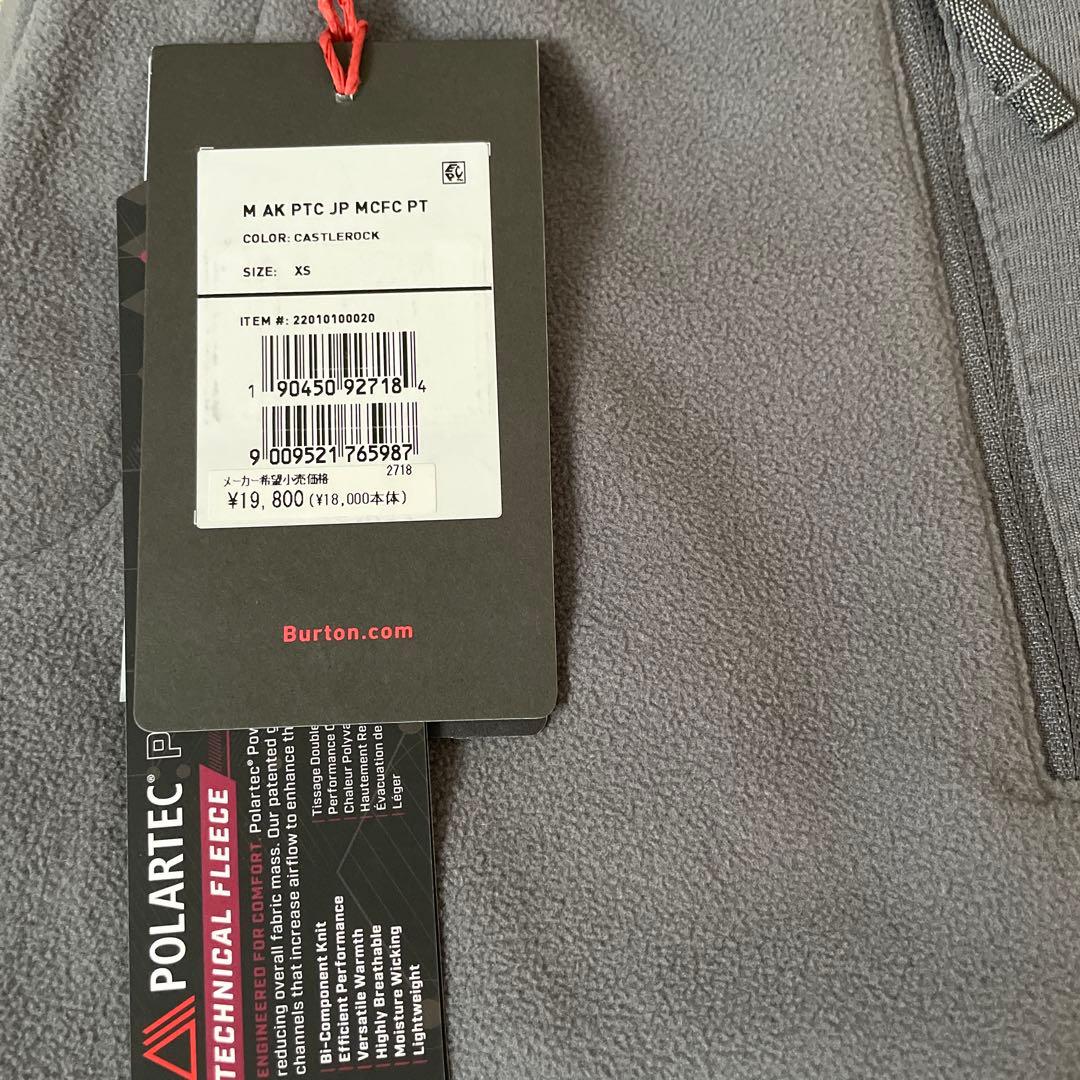 M AK PTC JP MCFC PT
COLOR: CASTLEROCK
SIZE: XS
ITEM #: 22010100020
1 90450 92718 4
9 009521 765987
2718
メーカー希望小売価格
¥19,800 (¥18,000本体)
Burton.com
POLARTEC® P
TECHNICAL FLEECE
ENGINEERED FOR COMFORT. Polartec® Pow
reducing overall fabric mass. Our patented
channels that increase airflow to enhance th
| Bi-Component Knit
| Efficient Performance
| Versatile Warmth
| Highly Breathable
| Moisture Wicking
| Lightweight
Tissage Double
| Performance
| Chaleur Polyva
| Hautement Re
| Évacuation de
| Léger